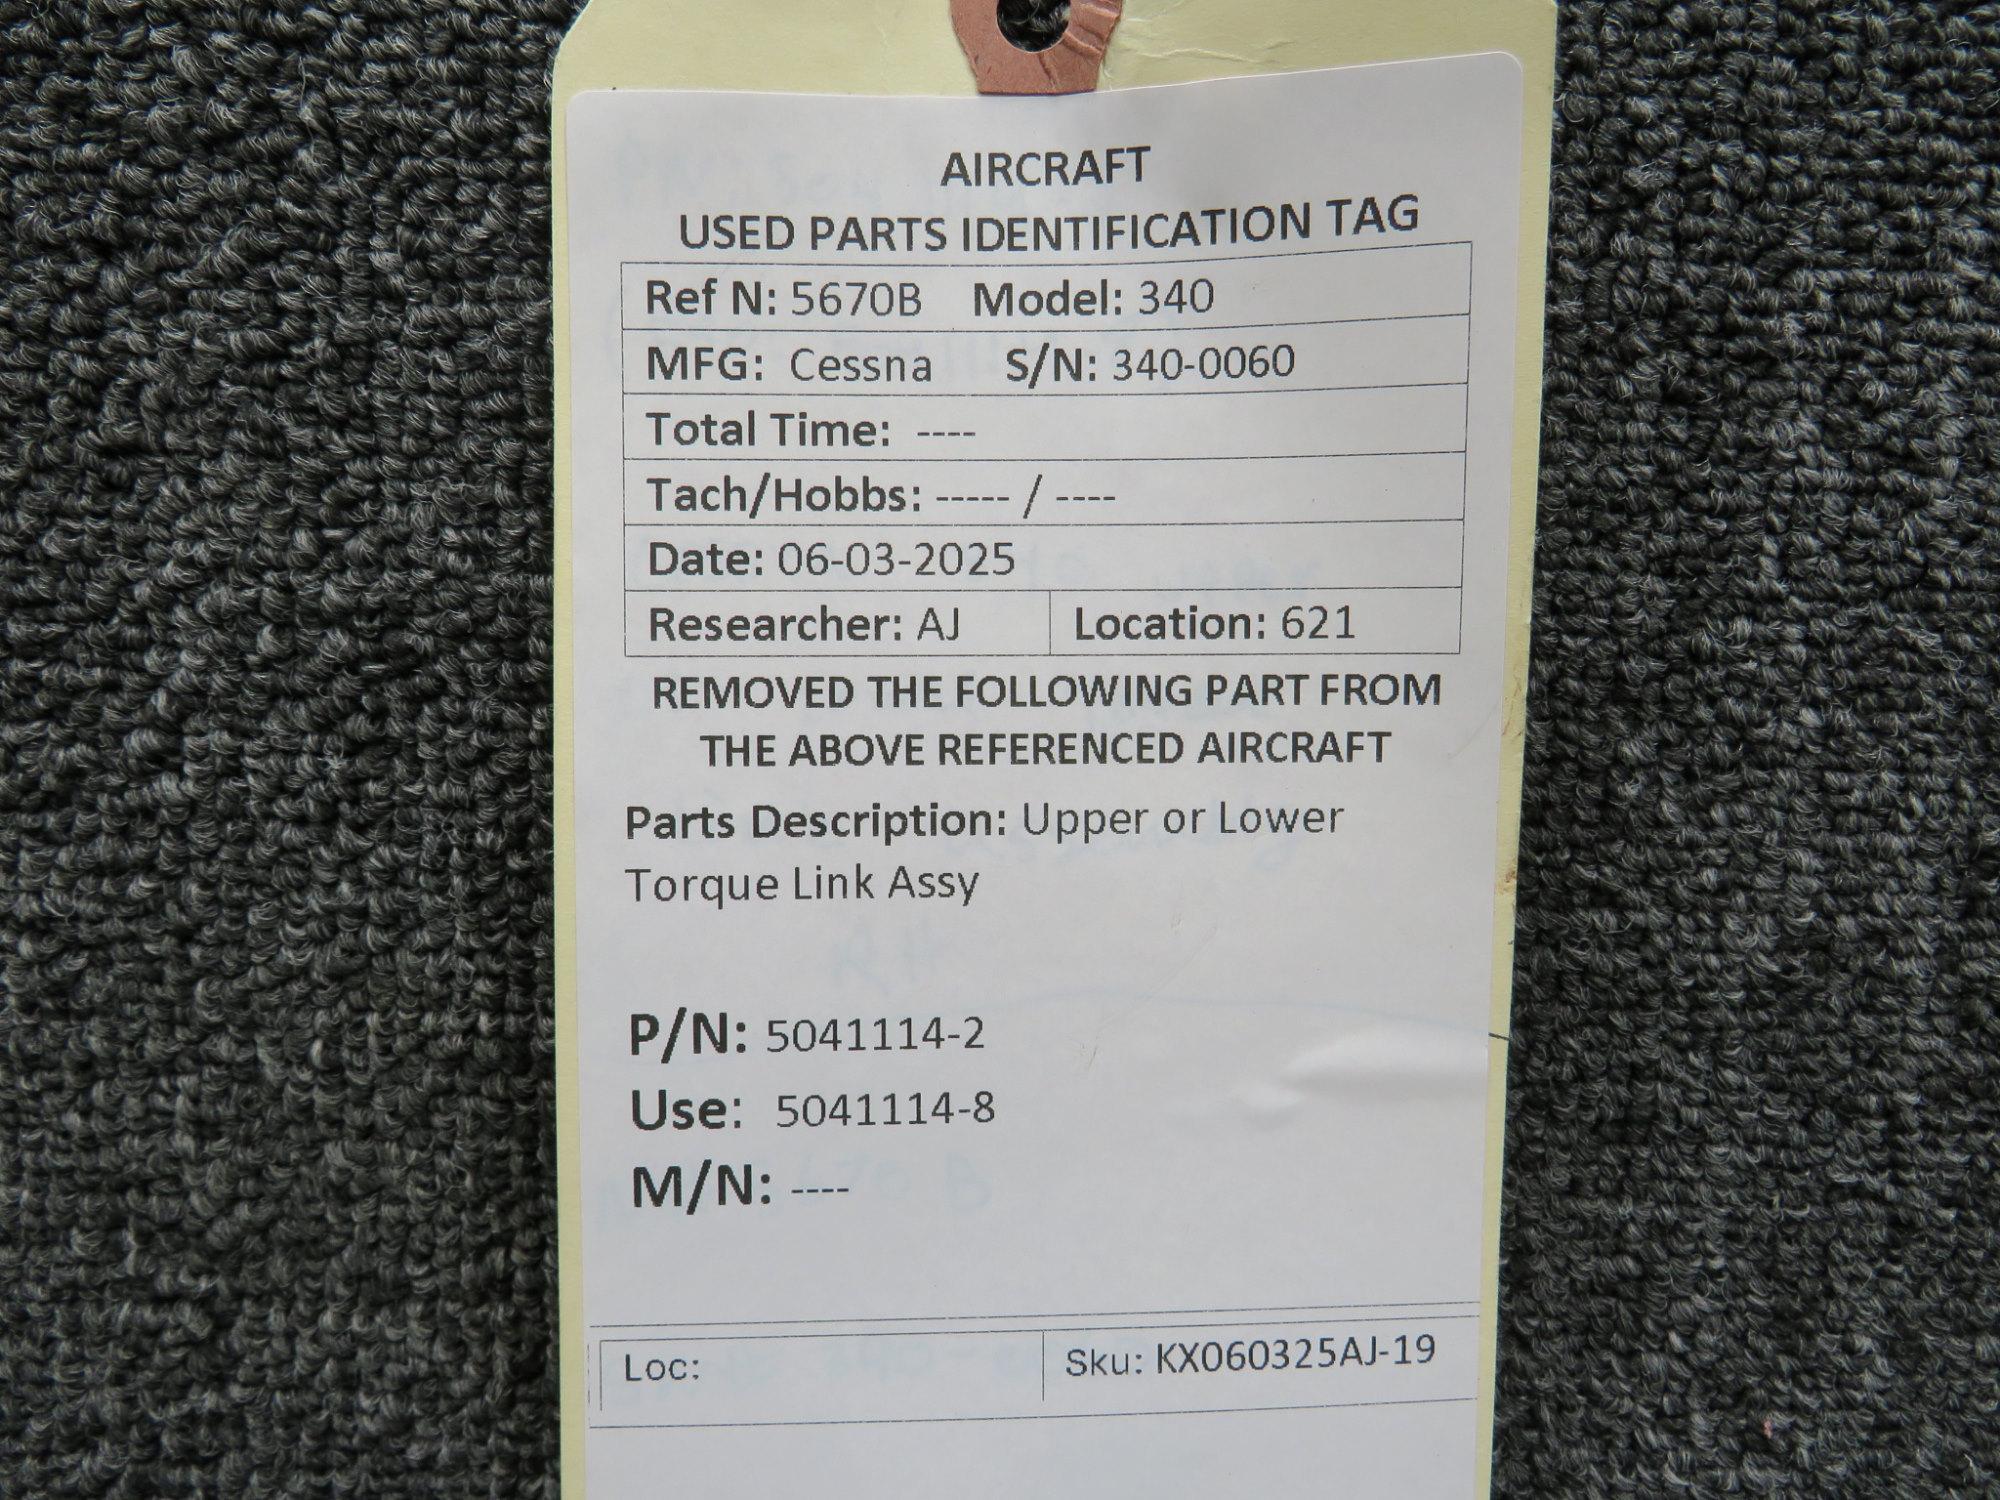 AIRCRAFT
USED PARTS IDENTIFICATION TAG
Ref N: 5670B Model: 340
MFG: Cessna S/N: 340-0060
Total Time: ----
Tach/Hobbs: ----- / ----
Date: 06-03-2025
Researcher: AJ Location: 621
REMOVED THE FOLLOWING PART FROM
THE ABOVE REFERENCED AIRCRAFT
Parts Description: Upper or Lower
Torque Link Assy
P/N: 5041114-2
Use: 5041114-8
M/N: ----
Loc: Sku: KX060325AJ-19